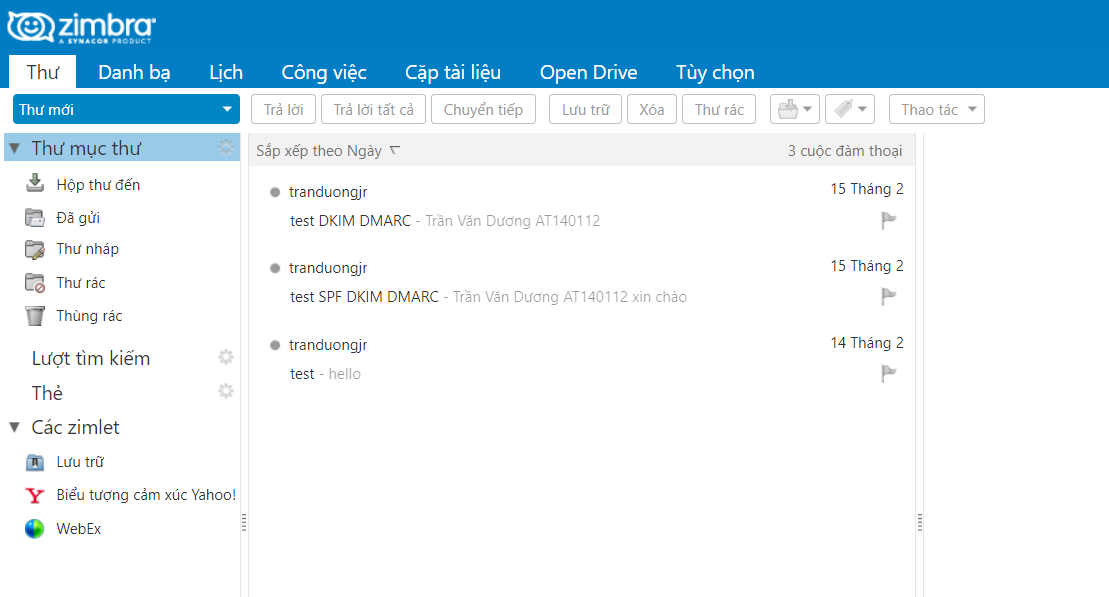 zimbra
A SYNACOR PRODUCT
Thư Danh bạ Lịch Công việc Cặp tài liệu Open Drive Tùy chọn
Thư mới Trả lời Trả lời tất cả Chuyển tiếp Lưu trữ Xóa Thư rác Thao tác
Thư mục thư
Hộp thư đến
Đã gửi
Thư nháp
Thư rác
Thùng rác
Lượt tìm kiếm
Thẻ
Các zimlet
Lưu trữ
Biểu tượng cảm xúc Yahoo!
WebEx
Sắp xếp theo Ngày 3 cuộc đàm thoại
tranduongjr 15 Tháng 2
test DKIM DMARC - Trần Văn Dương AT140112
tranduongjr 15 Tháng 2
test SPF DKIM DMARC - Trần Văn Dương AT140112 xin chào
tranduongjr 14 Tháng 2
test - hello